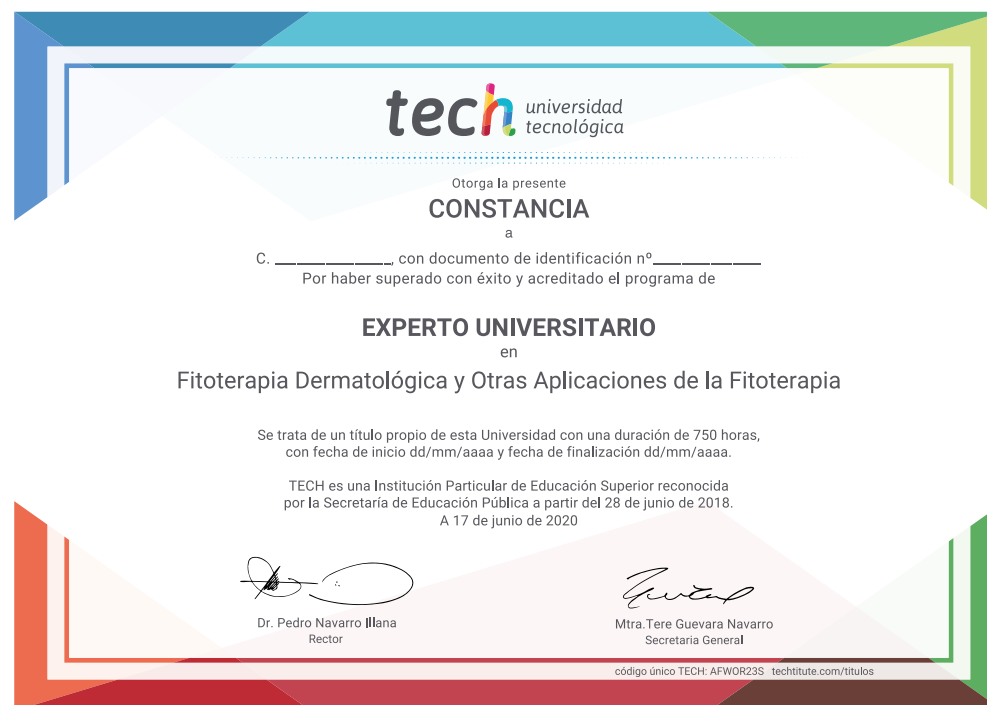 tech universidad
tecnológica
Otorga la presente
CONSTANCIA
a
C. ______________, con documento de identificación nº______________
Por haber superado con éxito y acreditado el programa de
EXPERTO UNIVERSITARIO
en
Fitoterapia Dermatológica y Otras Aplicaciones de la Fitoterapia
Se trata de un título propio de esta Universidad con una duración de 750 horas,
con fecha de inicio dd/mm/aaaa y fecha de finalización dd/mm/aaaa.
TECH es una Institución Particular de Educación Superior reconocida
por la Secretaría de Educación Pública a partir del 28 de junio de 2018.
A 17 de junio de 2020
Dr. Pedro Navarro Illana
Rector
Mtra.Tere Guevara Navarro
Secretaria General
código único TECH: AFWOR23S techtitute.com/titulos